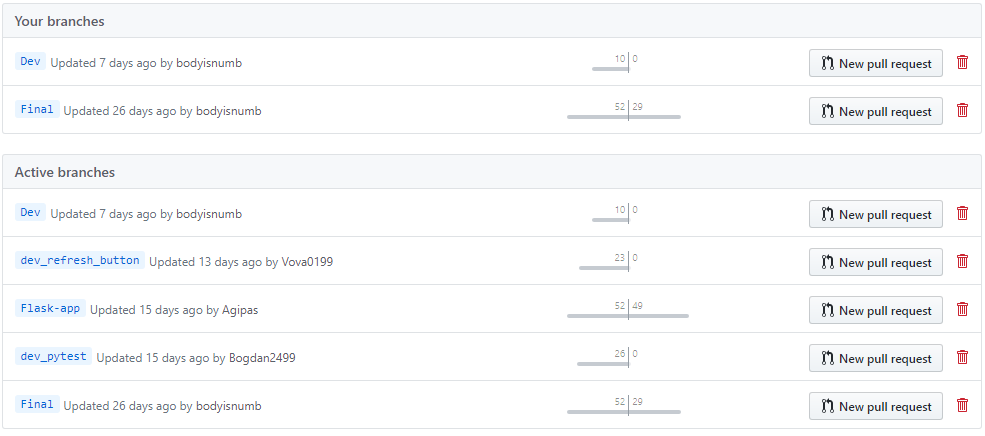 Your branches
Dev Updated 7 days ago by bodyisnumb 10 0 New pull request
Final Updated 26 days ago by bodyisnumb 52 29 New pull request
Active branches
Dev Updated 7 days ago by bodyisnumb 10 0 New pull request
dev_refresh_button Updated 13 days ago by Vova0199 23 0 New pull request
Flask-app Updated 15 days ago by Agipas 52 49 New pull request
dev_pytest Updated 15 days ago by Bogdan2499 26 0 New pull request
Final Updated 26 days ago by bodyisnumb 52 29 New pull request